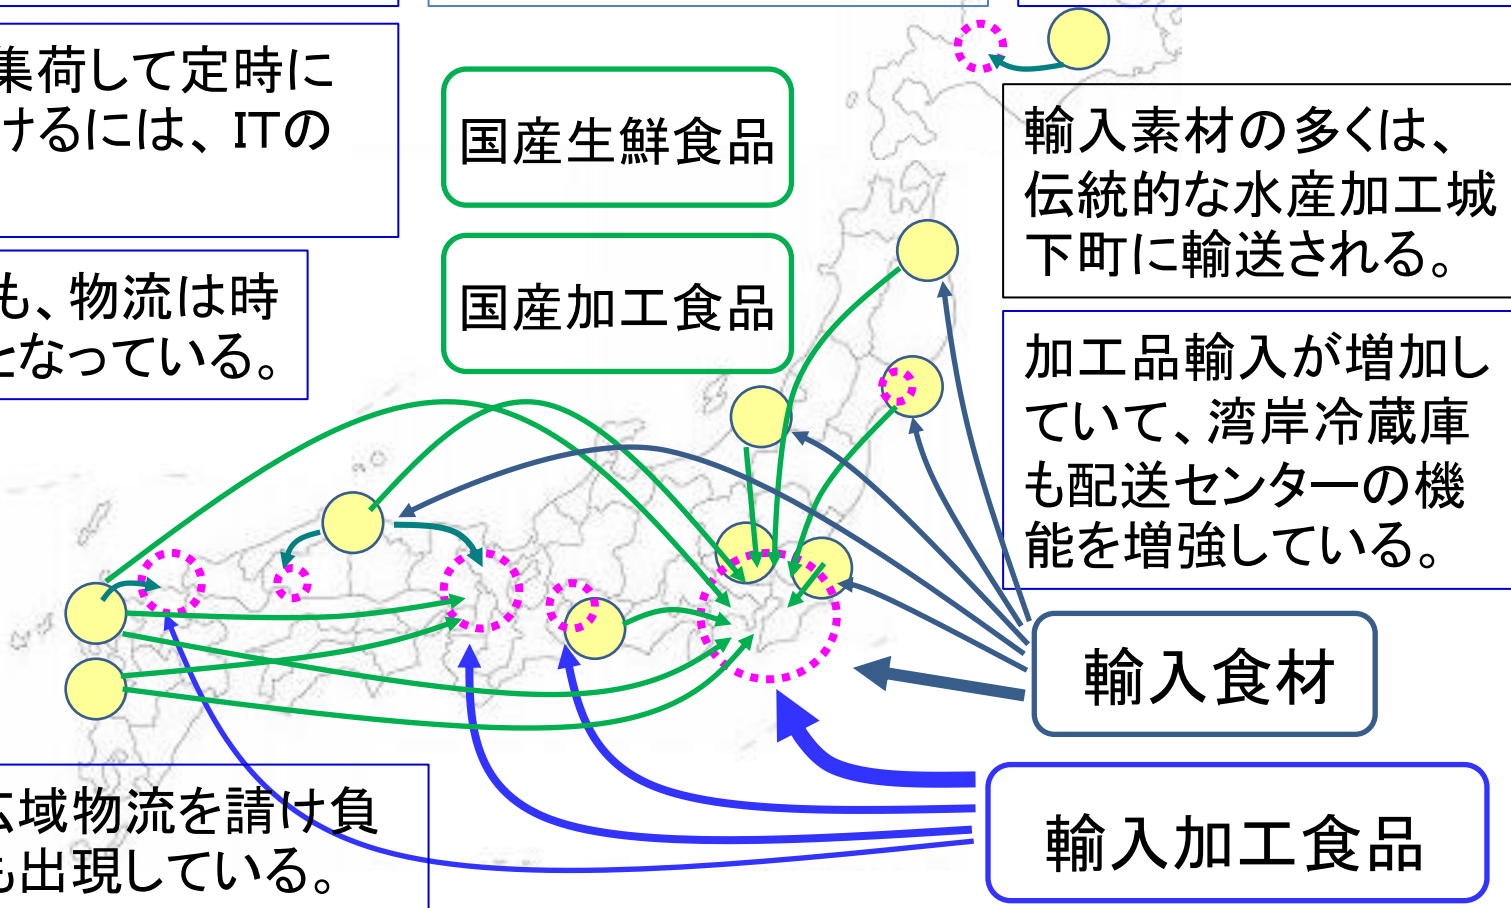 集荷して定時に
けるには、ITの
も、物流は時
となっている。
国産生鮮食品
国産加工食品
輸入素材の多くは、
伝統的な水産加工城
下町に輸送される。
加工品輸入が増加し
ていて、湾岸冷蔵庫
も配送センターの機
能を増強している。
輸入食材
輸入加工食品
広域物流を請け負
も出現している。